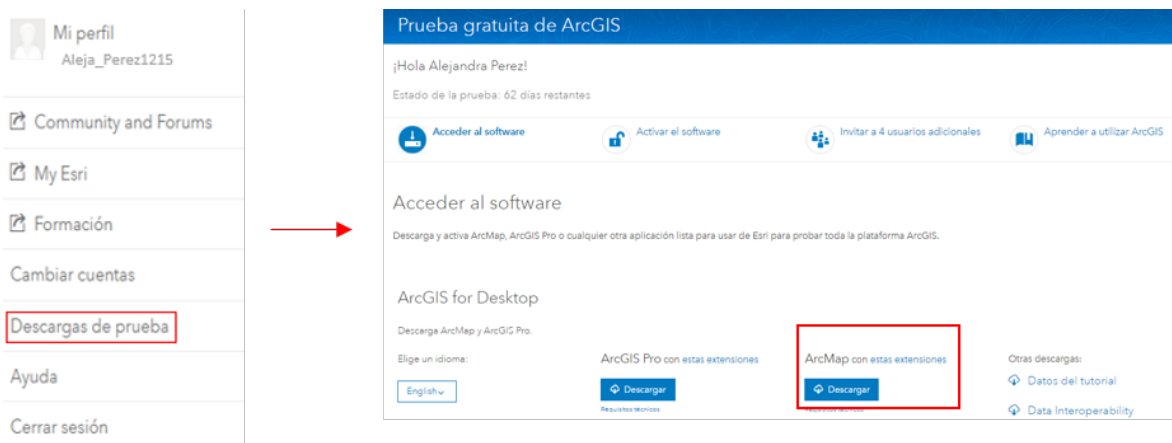 Mi perfil
Aleja_Perez1215
Community and Forums
My Esri
Formación
Cambiar cuentas
Descargas de prueba
Ayuda
Cerrar sesión
Prueba gratuita de ArcGIS
¡Hola Alejandra Perez!
Estado de la prueba: 62 días restantes
Acceder al software
Activar el software
Invitar a 4 usuarios adicionales
Aprender a utilizar ArcGIS
Acceder al software
Descarga y activa ArcMap, ArcGIS Pro o cualquier otra aplicación lista para usar de Esri para probar toda la plataforma ArcGIS.
ArcGIS for Desktop
Descarga ArcMap y ArcGIS Pro.
Elige un idioma:
English
ArcGIS Pro con estas extensiones
Descargar
Requisitos técnicos
ArcMap con estas extensiones
Descargar
Requisitos técnicos
Otras descargas:
Datos del tutorial
Data Interoperability